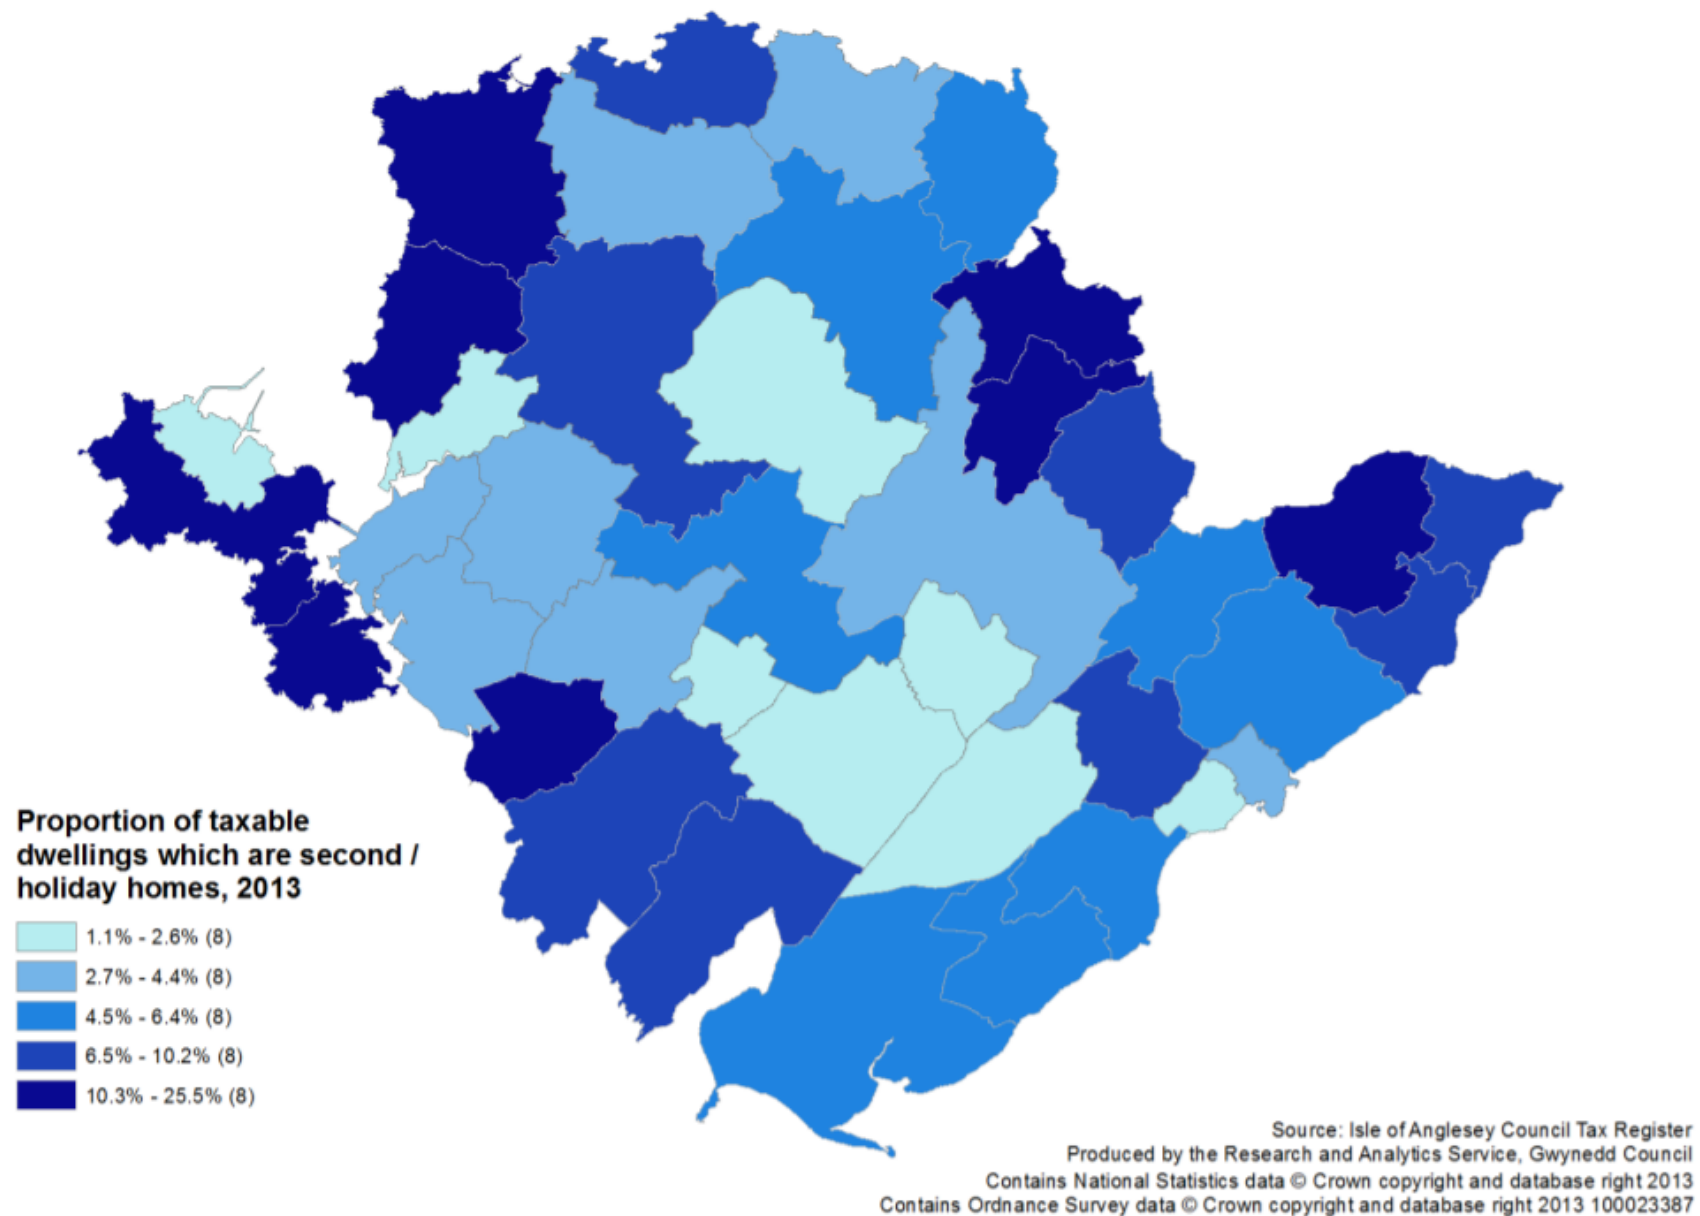 Proportion of taxable
dwellings which are second /
holiday homes, 2013
1.1% - 2.6% (8)
2.7% - 4.4% (8)
4.5% - 6.4% (8)
6.5% - 10.2% (8)
10.3% - 25.5% (8)
Source: Isle of Anglesey Council Tax Register
Produced by the Research and Analytics Service, Gwynedd Council
Contains National Statistics data © Crown copyright and database right 2013
Contains Ordnance Survey data © Crown copyright and database right 2013 100023387